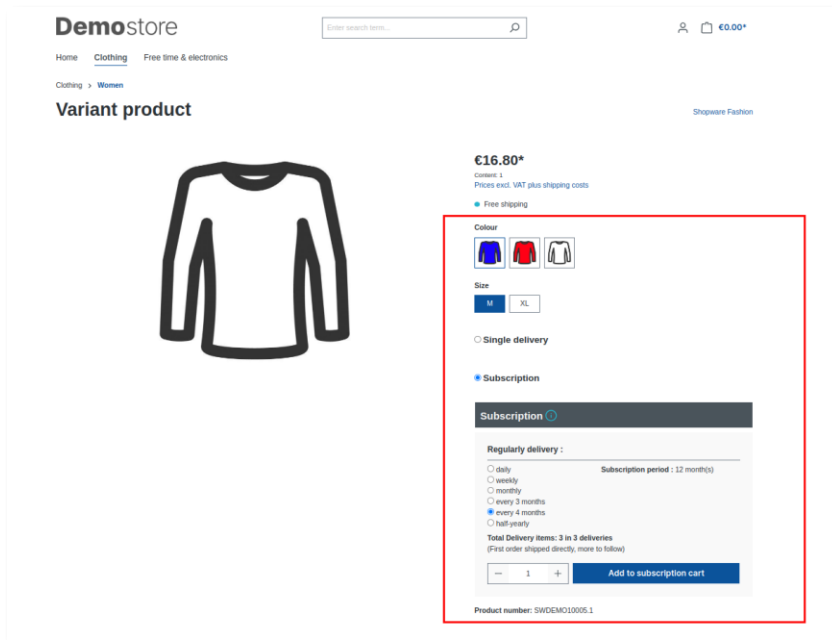 Demostore
Enter search term...
€0.00*
Home Clothing Free time & electronics
Clothing > Women
Variant product
Shopware Fashion
€16.80*
Content: 1
Prices excl. VAT plus shipping costs
Free shipping
Colour
Size
M XL
Single delivery
Subscription
Subscription
Regularly delivery :
daily Subscription period : 12 month(s)
weekly
monthly
every 3 months
every 4 months
half-yearly
Total Delivery items: 3 in 3 deliveries
(First order shipped directly, more to follow)
− 1 + Add to subscription cart
Product number: SWDEMO10005.1